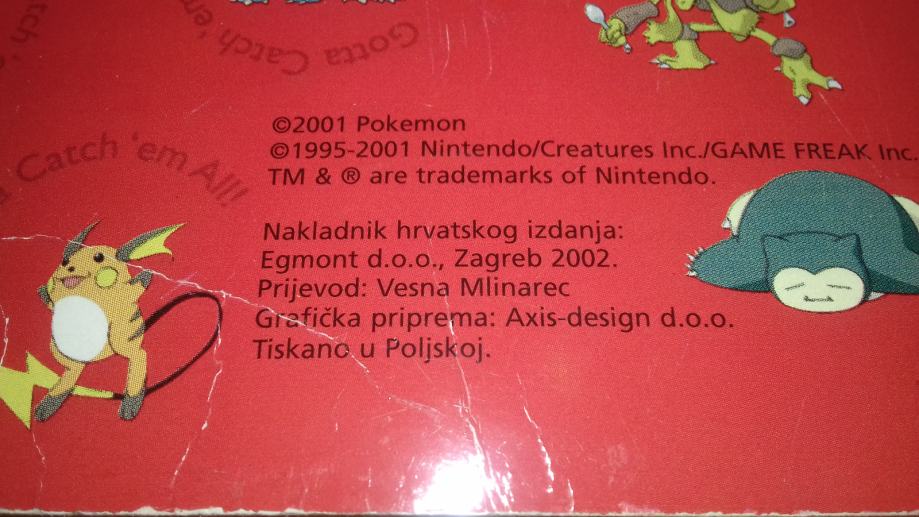 Gotta Catch 'em
a Catch 'em All!
©2001 Pokemon
©1995-2001 Nintendo/Creatures Inc./GAME FREAK Inc.
TM & ® are trademarks of Nintendo.
Nakladnik hrvatskog izdanja:
Egmont d.o.o., Zagreb 2002.
Prijevod: Vesna Mlinarec
Grafička priprema: Axis-design d.o.o.
Tiskano u Poljskoj.